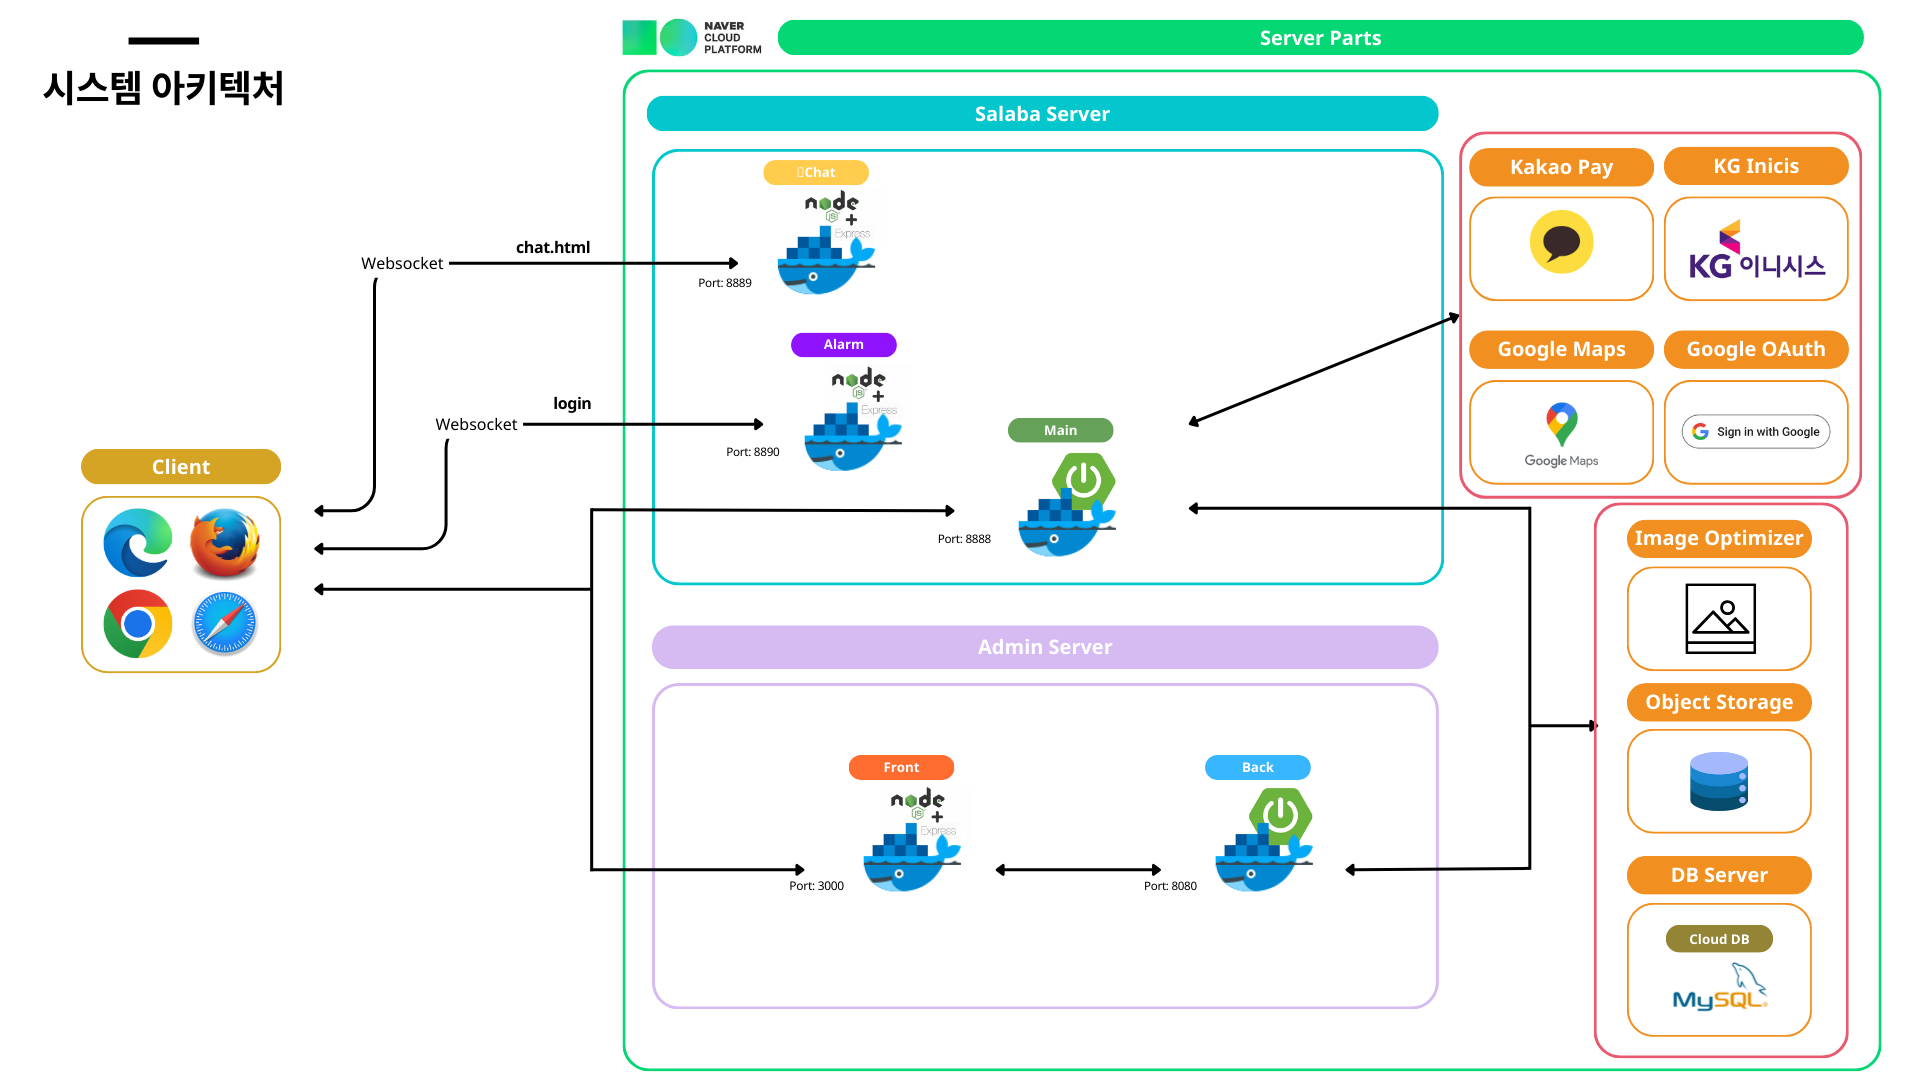 시스템 아키텍처
NAVER
CLOUD
PLATFORM
Server Parts
Salaba Server
Chat
node
JS
+
Express
chat.html
Websocket
Port: 8889
Alarm
node
JS
+
Express
login
Websocket
Port: 8890
Main
Port: 8888
Client
Kakao Pay
KG Inicis
KG 이니시스
Google Maps
Google OAuth
Google Maps
Sign in with Google
Image Optimizer
Object Storage
DB Server
Cloud DB
MySQL
Admin Server
Front
node
JS
+
Express
Port: 3000
Back
Port: 8080